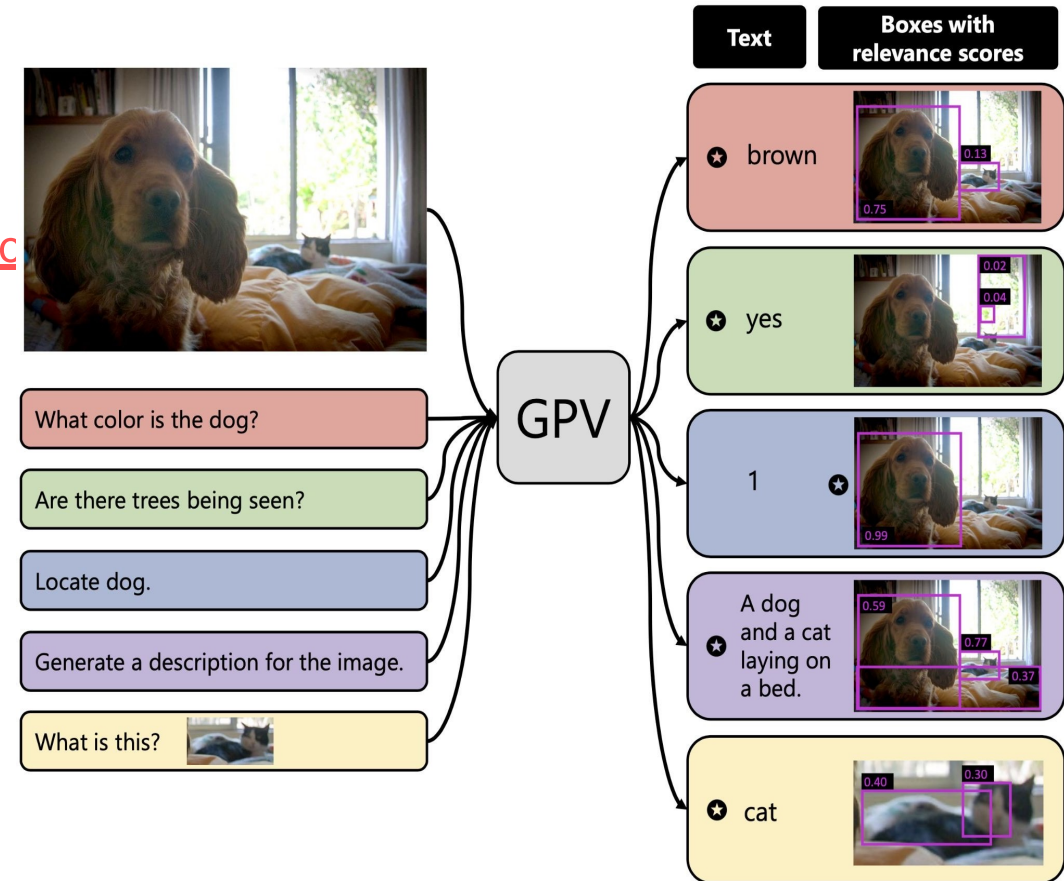 Text
Boxes with
relevance scores
C
What color is the dog?
Are there trees being seen?
Locate dog.
Generate a description for the image.
What is this?
GPV
brown
0.13
0.75
yes
0.02
0.04
1
0.99
A dog
and a cat
laying on
a bed.
0.59
0.77
0.37
cat
0.40
0.30